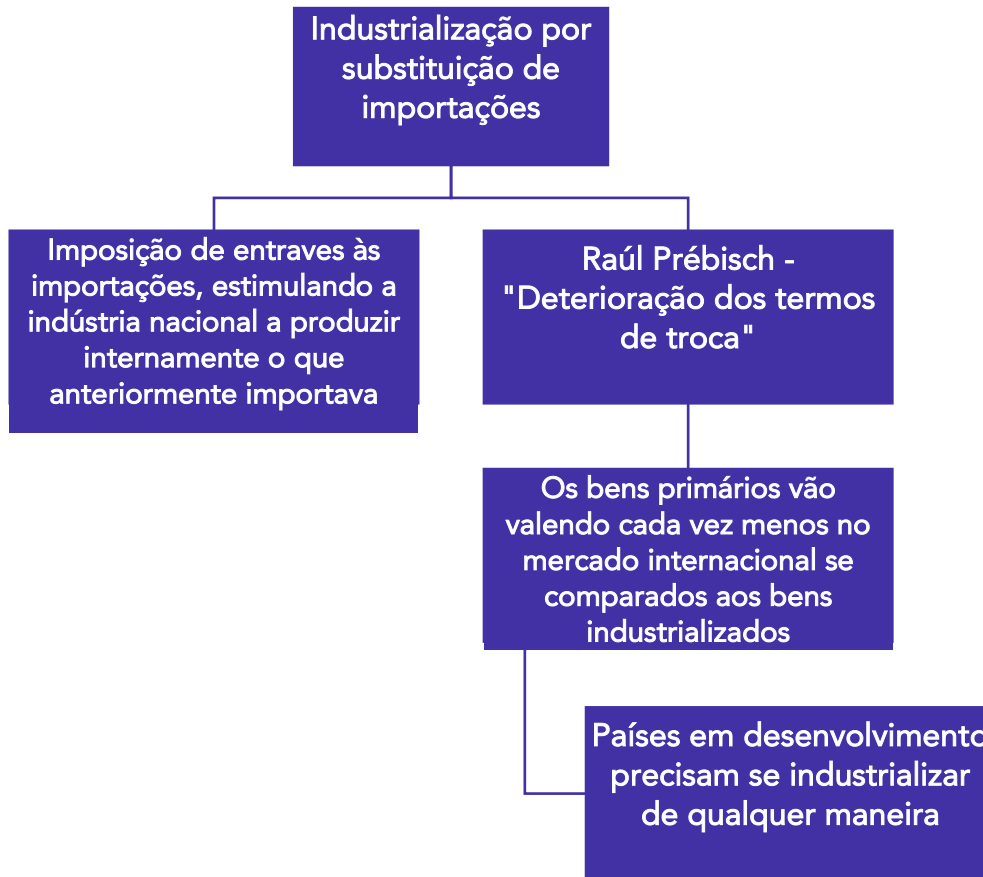 Industrialização por
substituição de
importações
Imposição de entraves às
importações, estimulando a
indústria nacional a produzir
internamente o que
anteriormente importava
Raúl Prébisch -
"Deterioração dos termos
de troca"
Os bens primários vão
valendo cada vez menos no
mercado internacional se
comparados aos bens
industrializados
Países em desenvolvimento
precisam se industrializar
de qualquer maneira